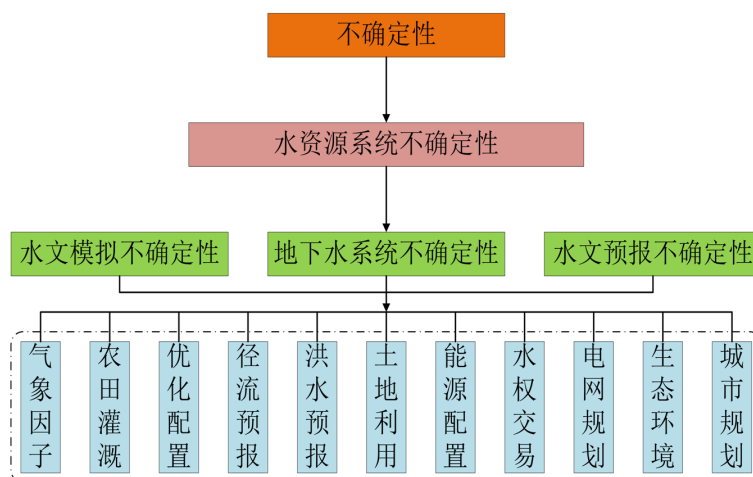 不确定性
水资源系统不确定性
水文模拟不确定性
地下水系统不确定性
水文预报不确定性
气象因子
农田灌溉
优化配置
径流预报
洪水预报
土地利用
能源配置
水权交易
电网规划
生态环境
城市规划